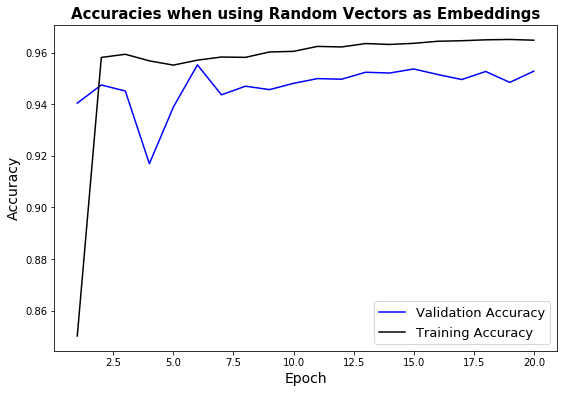 Accuracies when using Random Vectors as Embeddings
Accuracy
0.96
0.94
0.92
0.90
0.88
0.86
Validation Accuracy
Training Accuracy
2.5 5.0 7.5 10.0 12.5 15.0 17.5 20.0
Epoch